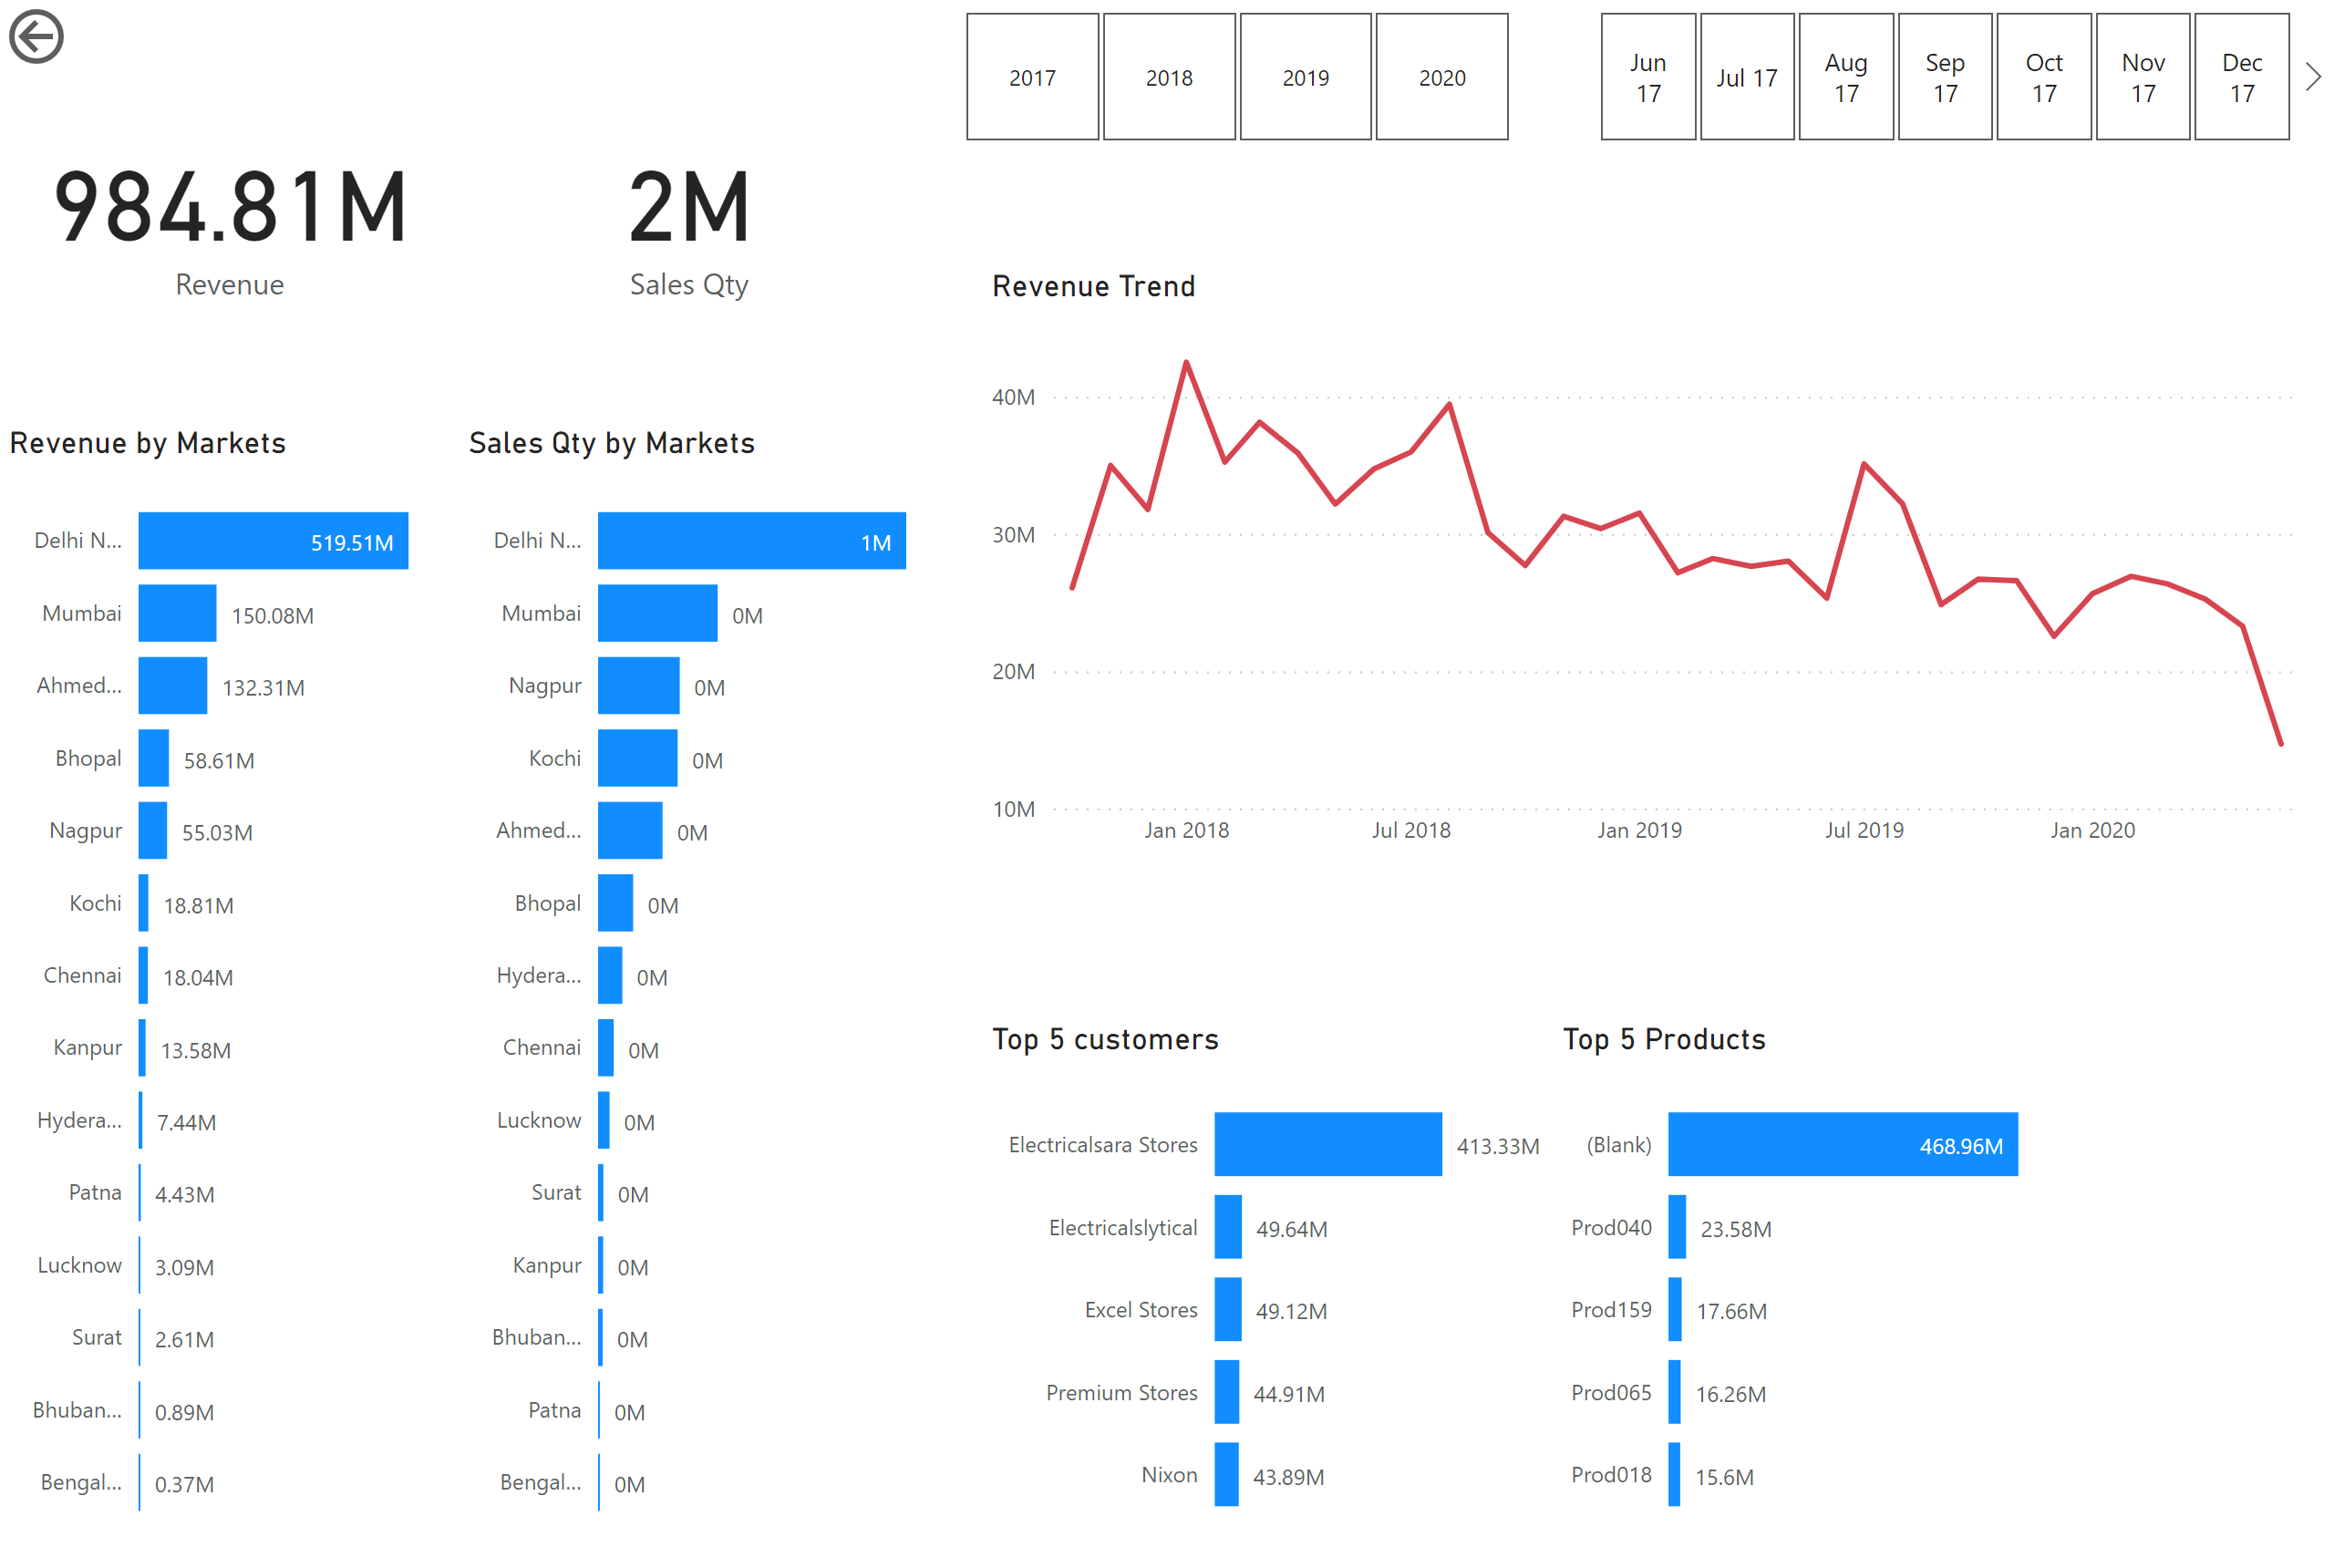 2017
2018
2019
2020
Jun
17
Jul 17
Aug
17
Sep
17
Oct
17
Nov
17
Dec
17
984.81M
Revenue
2M
Sales Qty
Revenue by Markets
Delhi N... 519.51M
Mumbai 150.08M
Ahmed... 132.31M
Bhopal 58.61M
Nagpur 55.03M
Kochi 18.81M
Chennai 18.04M
Kanpur 13.58M
Hydera... 7.44M
Patna 4.43M
Lucknow 3.09M
Surat 2.61M
Bhuban... 0.89M
Bengal... 0.37M
Sales Qty by Markets
Delhi N... 1M
Mumbai 0M
Nagpur 0M
Kochi 0M
Ahmed... 0M
Bhopal 0M
Hydera... 0M
Chennai 0M
Lucknow 0M
Surat 0M
Kanpur 0M
Bhuban... 0M
Patna 0M
Bengal... 0M
Revenue Trend
40M
30M
20M
10M
Jan 2018 Jul 2018 Jan 2019 Jul 2019 Jan 2020
Top 5 customers
Electricalsara Stores 413.33M
Electricalslytical 49.64M
Excel Stores 49.12M
Premium Stores 44.91M
Nixon 43.89M
Top 5 Products
(Blank) 468.96M
Prod040 23.58M
Prod159 17.66M
Prod065 16.26M
Prod018 15.6M